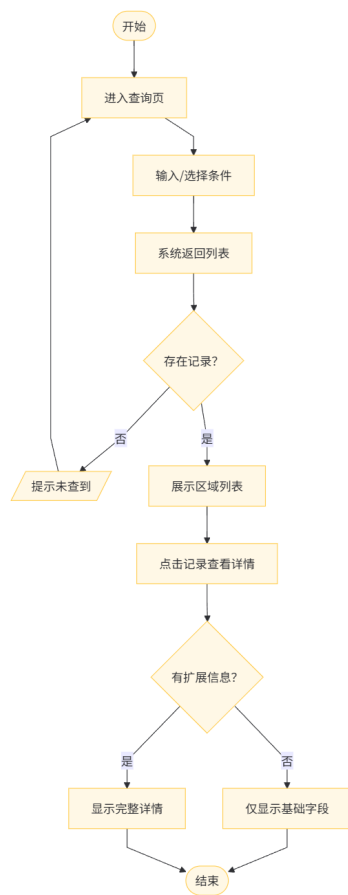 开始
进入查询页
输入/选择条件
系统返回列表
存在记录?
否
是
提示未查到
展示区域列表
点击记录查看详情
有扩展信息?
是
否
显示完整详情
仅显示基础字段
结束